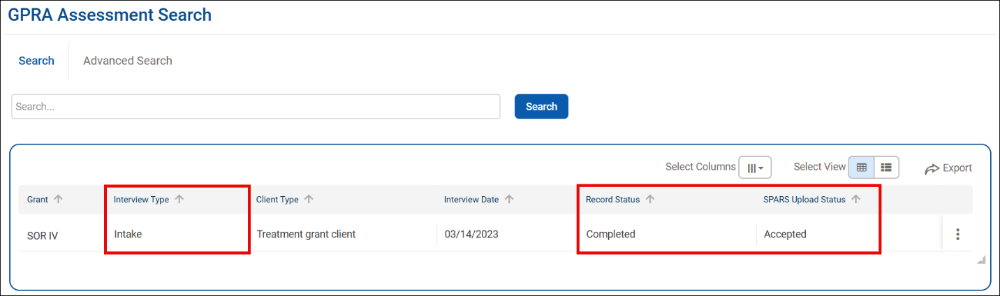 GPRA Assessment Search
Search Advanced Search
Search... Search
Select Columns Select View Export
Grant Interview Type Client Type Interview Date Record Status SPARS Upload Status
SOR IV Intake Treatment grant client 03/14/2023 Completed Accepted